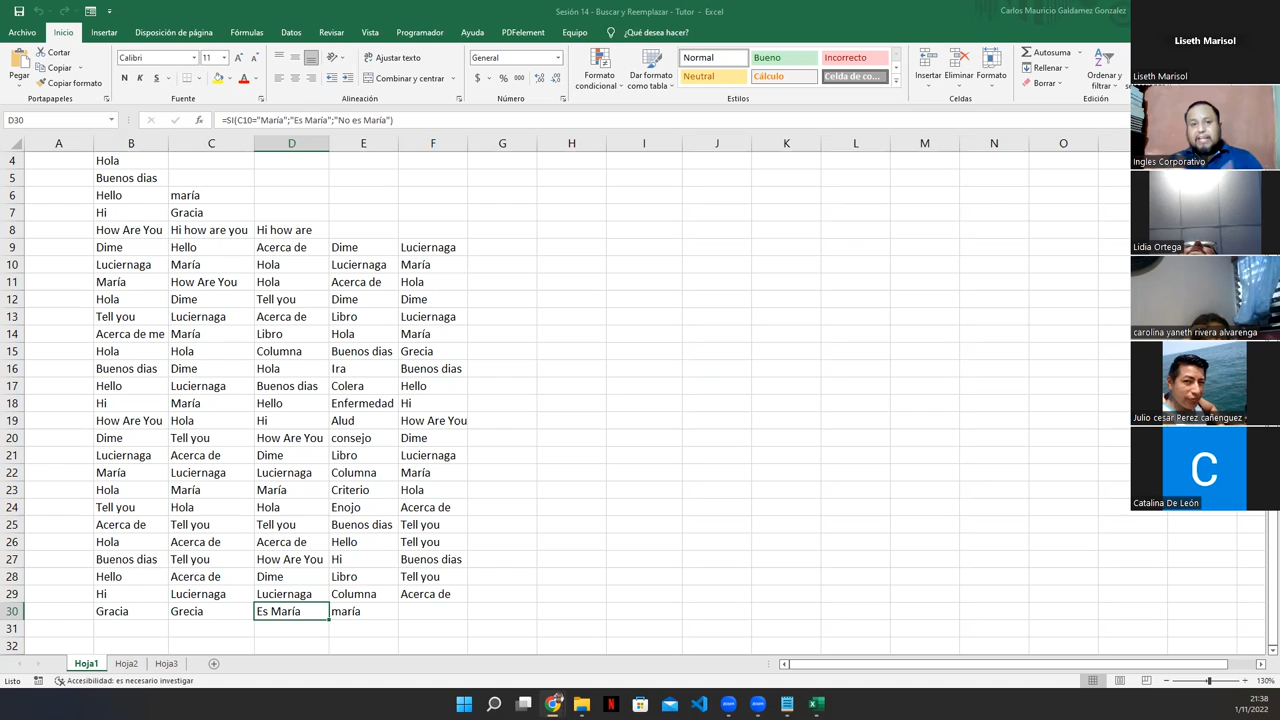 Sesión 14 - Buscar y Reemplazar - Tutor - Excel
Carlos Mauricio Galdamez Gonzalez
Archivo Inicio Insertar Disposición de página Fórmulas Datos Revisar Vista Programador Ayuda PDFelement Equipo ¿Qué desea hacer?
Pegar
Cortar
Copiar
Copiar formato
Portapapeles
Calibri 11
N K S
Fuente
Ajustar texto
Combinar y centrar
Alineación
General
$ % 000
Número
Formato condicional
Dar formato como tabla
Normal Bueno Incorrecto
Neutral Cálculo Celda de co...
Estilos
Insertar Eliminar Formato
Celdas
Autosuma
Rellenar
Borrar
Ordenar y filtrar
Edición
D30 fx =SI(C10="María";"Es María";"No es María")
A B C D E F G H I J K L M N O
4 Hola
5 Buenos dias
6 Hello maría
7 Hi Gracia
8 How Are You Hi how are you Hi how are
9 Dime Hello Acerca de Dime Luciernaga
10 Luciernaga María Hola Luciernaga María
11 María How Are You Hola Acerca de Hola
12 Hola Dime Tell you Dime Dime
13 Tell you Luciernaga Acerca de Libro Luciernaga
14 Acerca de me María Libro Hola María
15 Hola Hola Columna Buenos dias Grecia
16 Buenos dias Dime Hola Ira Buenos dias
17 Hello Luciernaga Buenos dias Colera Hello
18 Hi María Hello Enfermedad Hi
19 How Are You Hola Hi Alud How Are You
20 Dime Tell you How Are You consejo Dime
21 Luciernaga Acerca de Dime Libro Luciernaga
22 María Luciernaga Luciernaga Columna María
23 Hola María María Criterio Hola
24 Tell you Hola Hola Enojo Acerca de
25 Acerca de Tell you Tell you Buenos dias Tell you
26 Hola Acerca de Acerca de Hello Tell you
27 Buenos dias Tell you How Are You Hi Buenos dias
28 Hello Acerca de Dime Libro Tell you
29 Hi Luciernaga Luciernaga Columna Acerca de
30 Gracia Grecia Es María maría
31
32
Hoja1 Hoja2 Hoja3
Listo Accesibilidad: es necesario investigar
130%
21:38
1/11/2022
Liseth Marisol
Liseth Marisol
Ingles Corporativo
Lidia Ortega
carolina yaneth rivera alvarenga
Julio cesar Perez cañenguez
C
Catalina De León